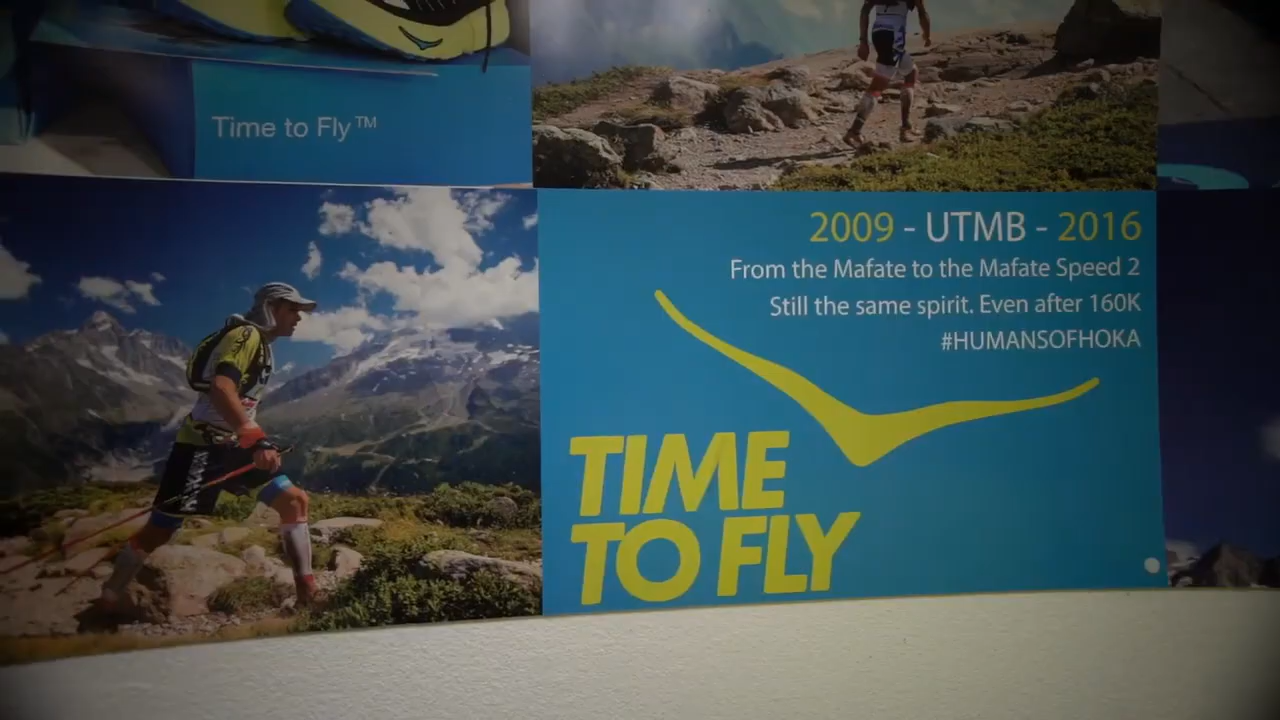 Time to Fly™
2009 - UTMB - 2016
From the Mafate to the Mafate Speed 2
Still the same spirit. Even after 160K
#HUMANSOFHOKA
TIME
TO FLY